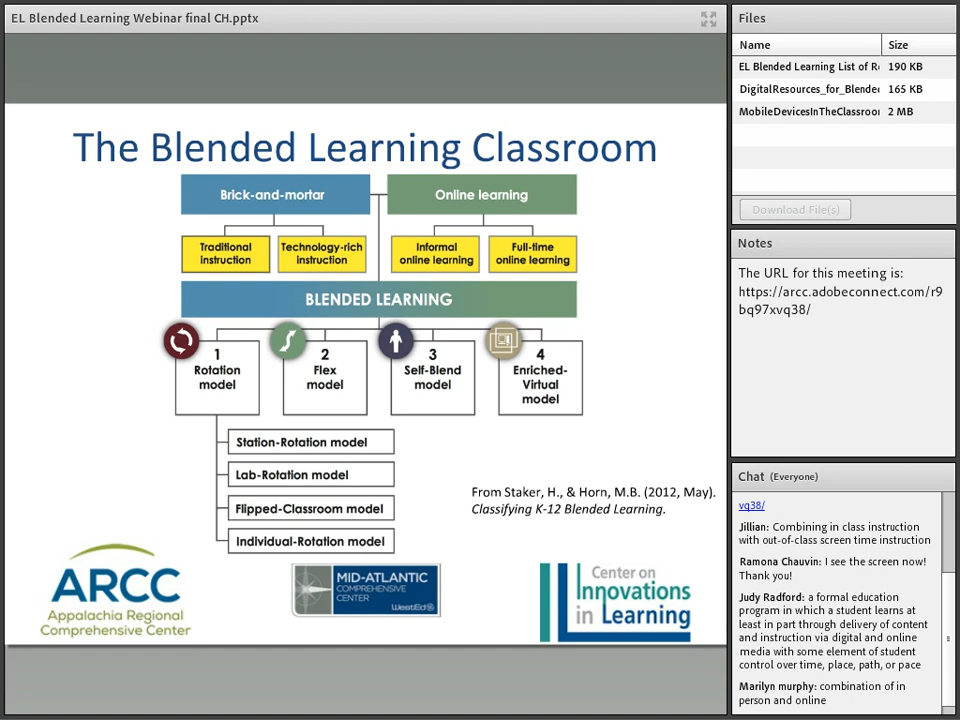 EL Blended Learning Webinar final CH.pptx
The Blended Learning Classroom
Brick-and-mortar
Online learning
Traditional
instruction
Technology-rich
instruction
Informal
online learning
Full-time
online learning
BLENDED LEARNING
1
Rotation
model
2
Flex
model
3
Self-Blend
model
4
Enriched-
Virtual
model
Station-Rotation model
Lab-Rotation model
Flipped-Classroom model
Individual-Rotation model
From Staker, H., & Horn, M.B. (2012, May).
Classifying K-12 Blended Learning.
ARCC
Appalachia Regional
Comprehensive Center
MID-ATLANTIC
COMPREHENSIVE
CENTER
WestEd
Center on
Innovations
in Learning
Files
Name Size
EL Blended Learning List of R 190 KB
DigitalResources_for_Blende 165 KB
MobileDevicesInTheClassroo 2 MB
Download File(s)
Notes
The URL for this meeting is:
https://arcc.adobeconnect.com/r9
bq97xvq38/
Chat (Everyone)
vq38/
Jillian: Combining in class instruction
with out-of-class screen time instruction
Ramona Chauvin: I see the screen now!
Thank you!
Judy Radford: a formal education
program in which a student learns at
least in part through delivery of content
and instruction via digital and online
media with some element of student
control over time, place, path, or pace
Marilyn murphy: combination of in
person and online